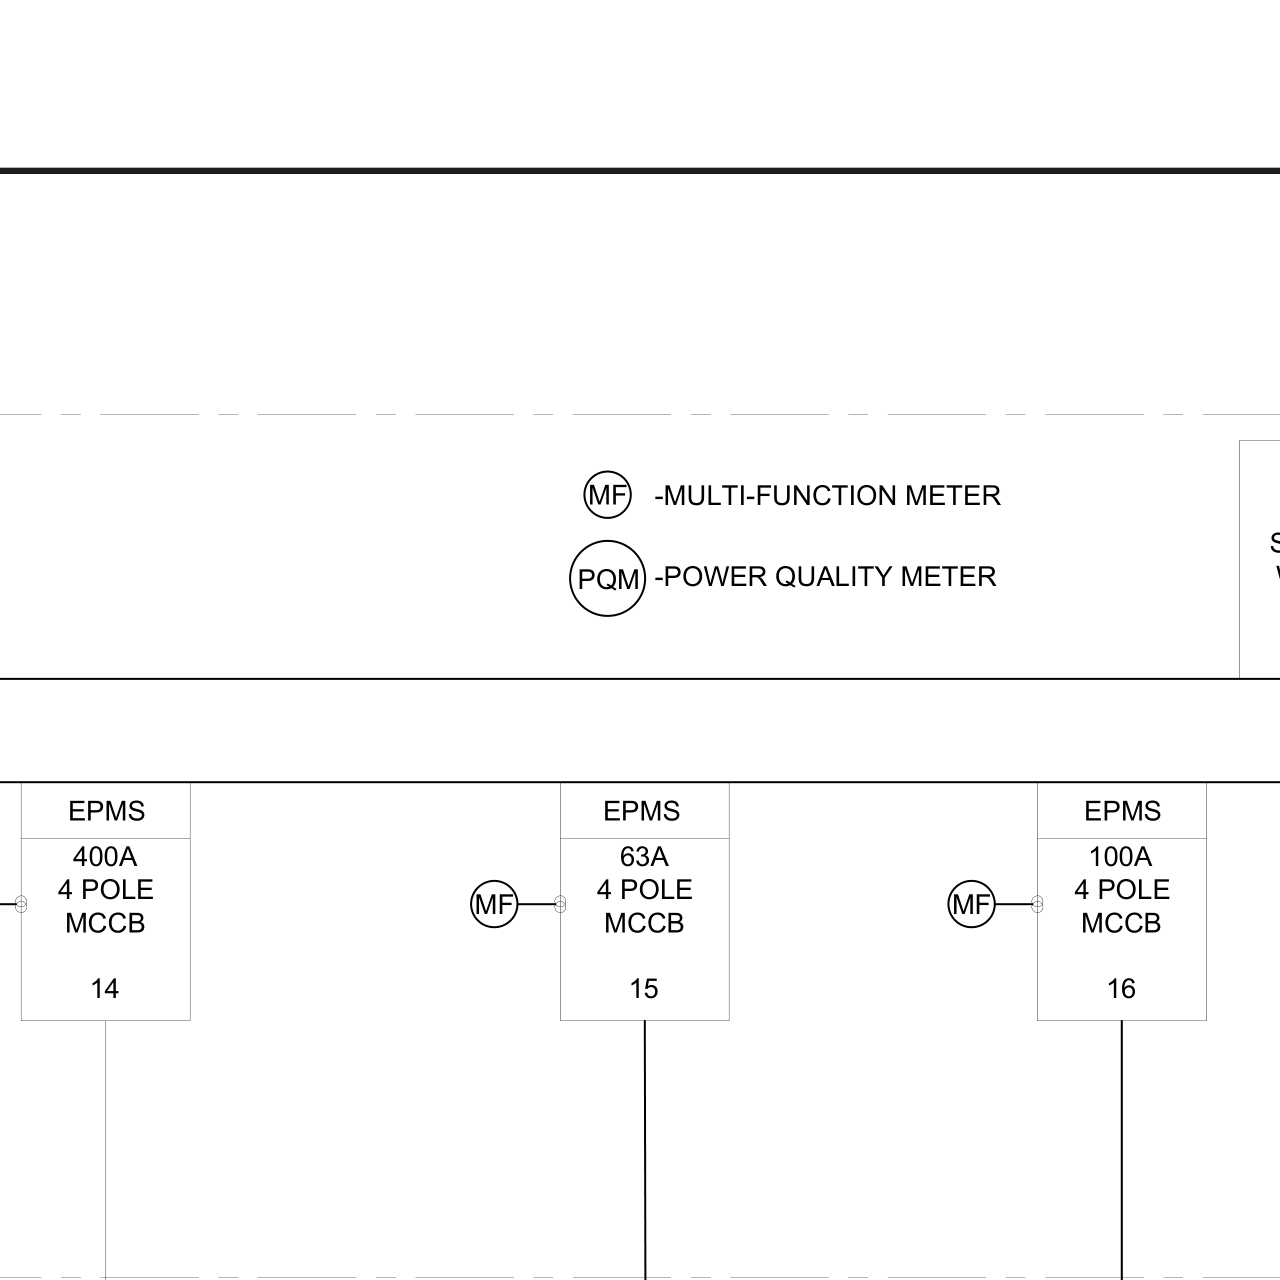 MF -MULTI-FUNCTION METER
PQM -POWER QUALITY METER
EPMS
400A
4 POLE
MCCB
14
MF
EPMS
63A
4 POLE
MCCB
15
MF
EPMS
100A
4 POLE
MCCB
16